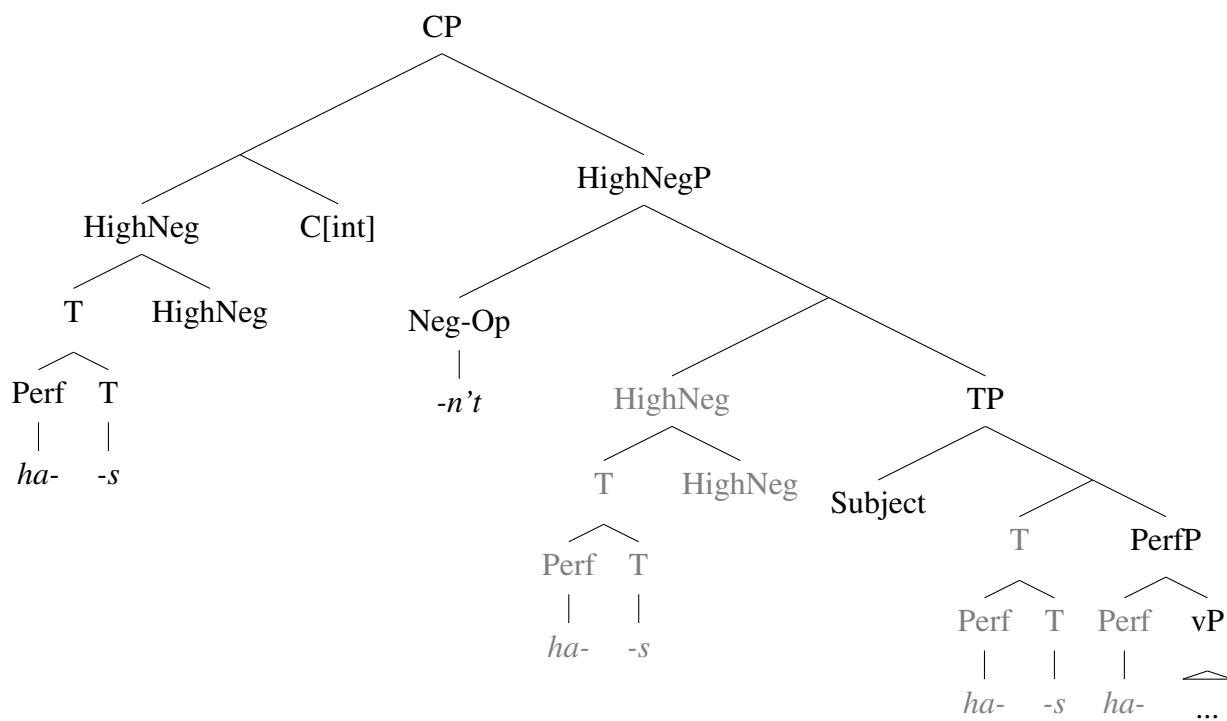 CP
HighNegP
HighNeg C[int]
T HighNeg Neg-Op
Perf T -n't HighNeg TP
ha- -s T HighNeg Subject
Perf T T PerfP
ha- -s Perf T Perf vP
ha- -s ha- ...